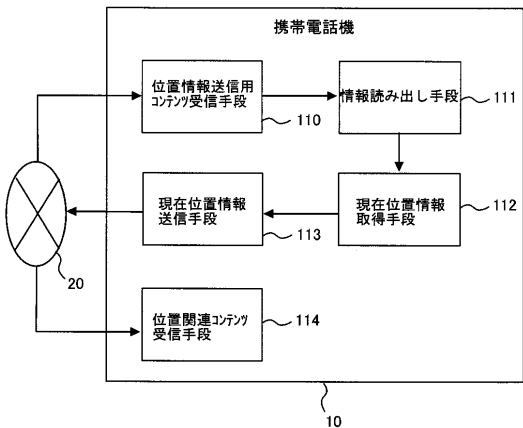 携帯電話機
位置情報送信用
コンテンツ受信手段
110
情報読み出し手段
111
現在位置情報
送信手段
113
現在位置情報
取得手段
112
20
位置関連コンテンツ
受信手段
114
10